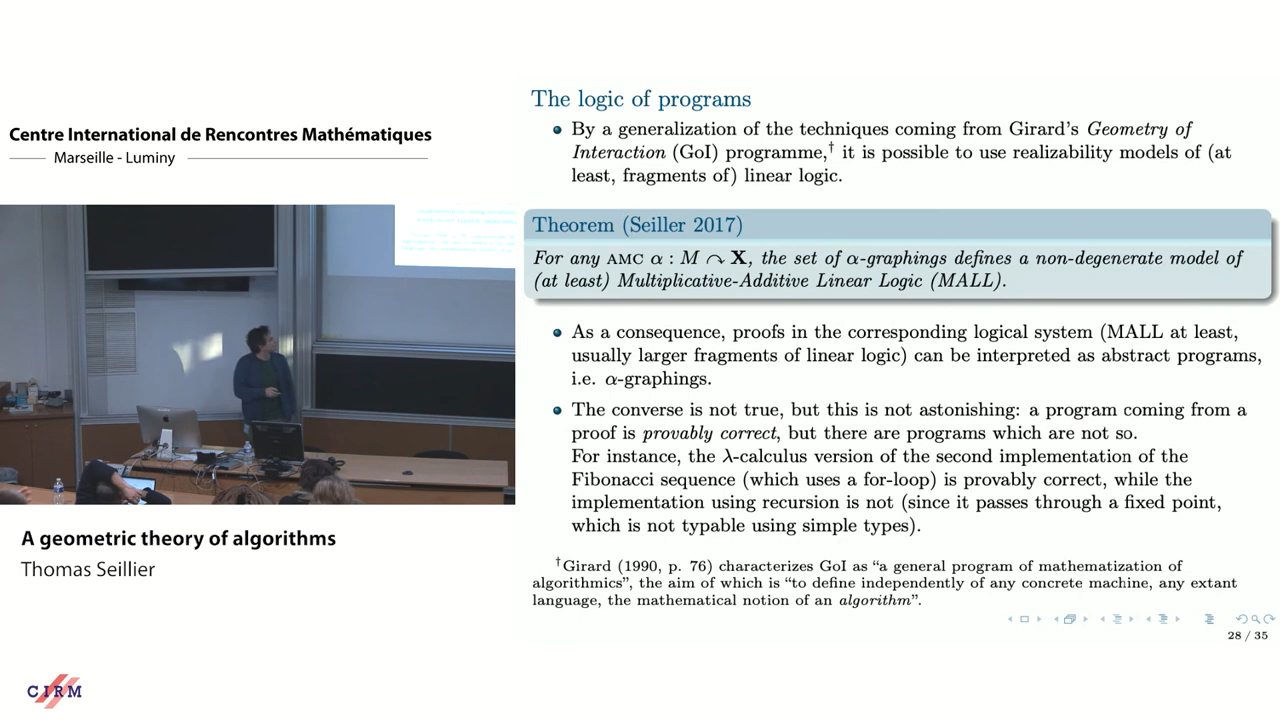 Centre International de Rencontres Mathématiques
Marseille - Luminy
A geometric theory of algorithms
Thomas Seillier
CIRM
The logic of programs
• By a generalization of the techniques coming from Girard's Geometry of
Interaction (GoI) programme,† it is possible to use realizability models of (at
least, fragments of) linear logic.
Theorem (Seiller 2017)
For any AMC α : M ↷ X, the set of α-graphings defines a non-degenerate model of
(at least) Multiplicative-Additive Linear Logic (MALL).
• As a consequence, proofs in the corresponding logical system (MALL at least,
usually larger fragments of linear logic) can be interpreted as abstract programs,
i.e. α-graphings.
• The converse is not true, but this is not astonishing: a program coming from a
proof is provably correct, but there are programs which are not so.
For instance, the λ-calculus version of the second implementation of the
Fibonacci sequence (which uses a for-loop) is provably correct, while the
implementation using recursion is not (since it passes through a fixed point,
which is not typable using simple types).
†Girard (1990, p. 76) characterizes GoI as “a general program of mathematization of
algorithmics”, the aim of which is “to define independently of any concrete machine, any extant
language, the mathematical notion of an algorithm”.
28 / 35